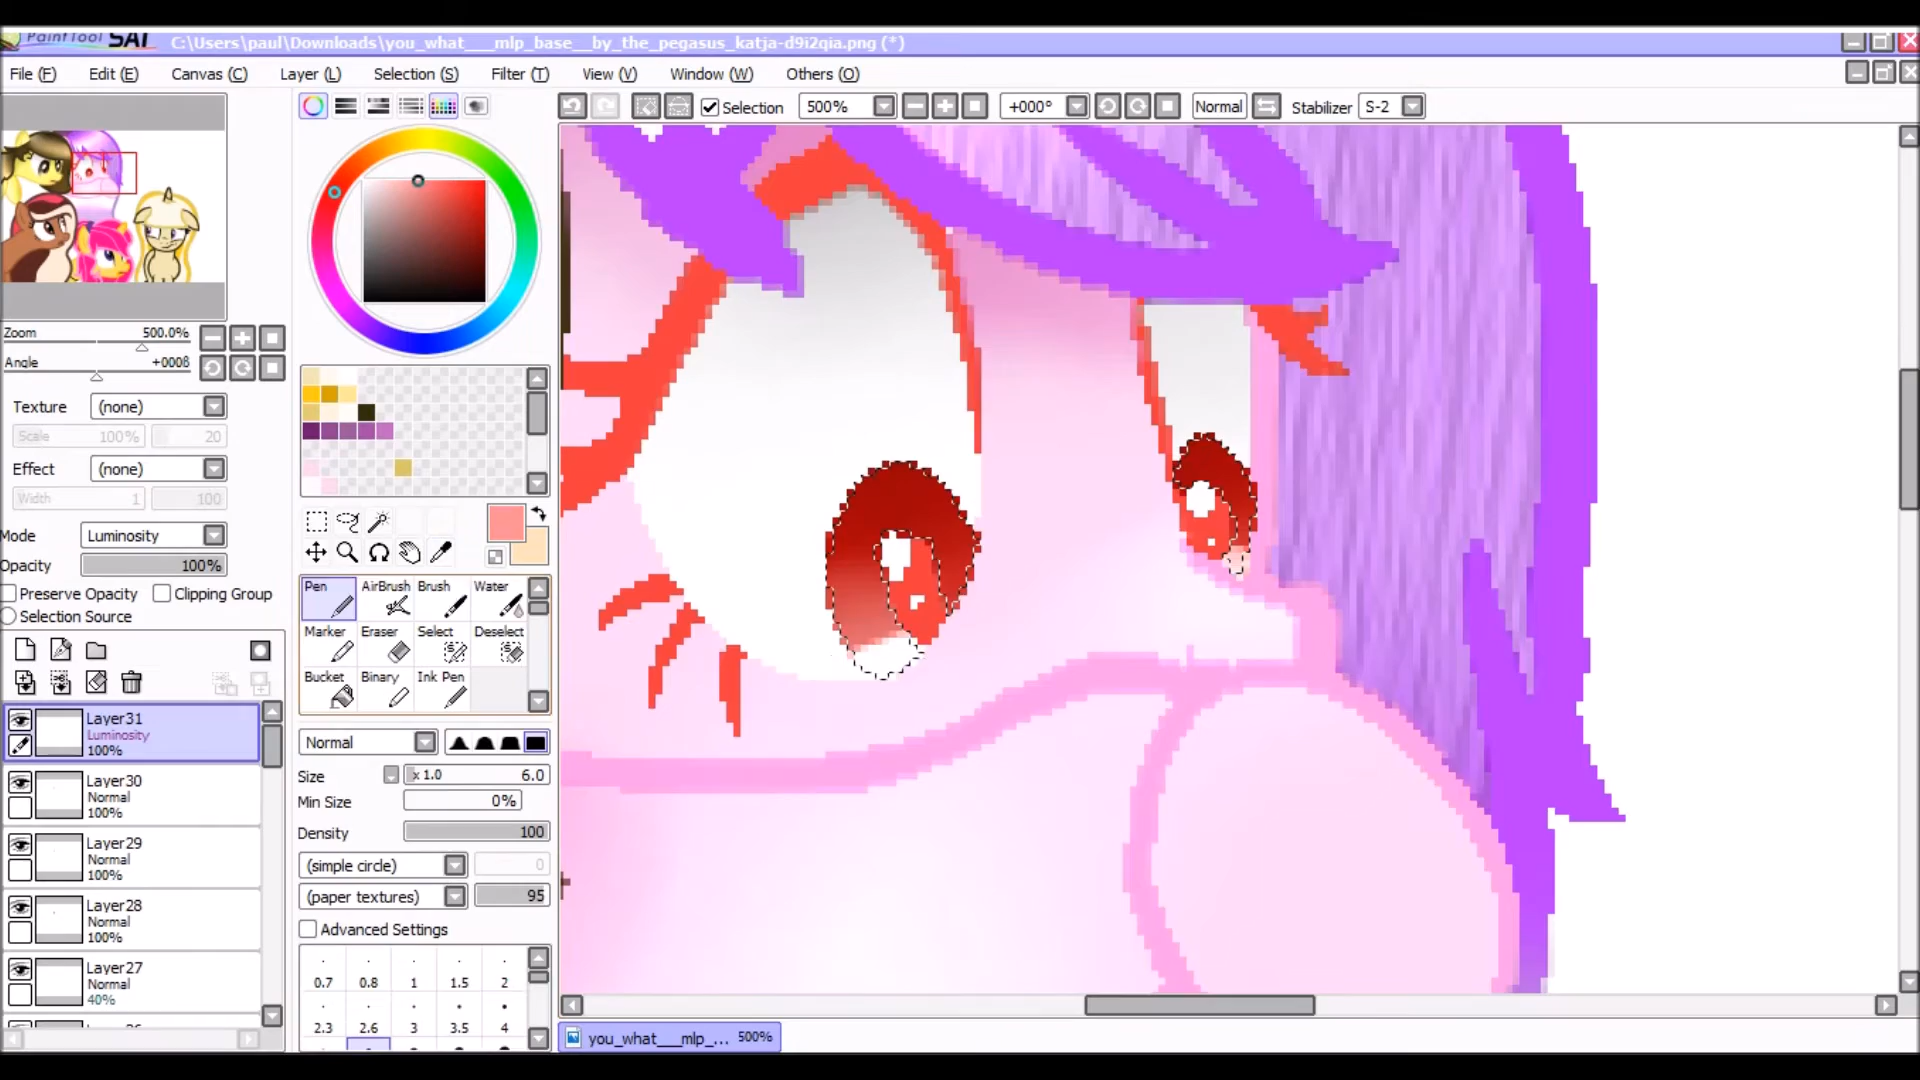 PaintTool SAI C:\Users\paul\Downloads\you_what___mlp_base__by_the_pegasus_katja-d9i2qia.png (*)
File (F) Edit (E) Canvas (C) Layer (L) Selection (S) Filter (T) View (V) Window (W) Others (O)
Selection 500% +000° Normal Stabilizer S-2
Zoom 500.0%
Angle +000ß
Texture (none)
Scale 100% 20
Effect (none)
Width 1 100
Mode Luminosity
Opacity 100%
Preserve Opacity Clipping Group
Selection Source
Layer31
Luminosity
100%
Layer30
Normal
100%
Layer29
Normal
100%
Layer28
Normal
100%
Layer27
Normal
40%
Pen AirBrush Brush Water
Marker Eraser Select Deselect
Bucket Binary Ink Pen
Normal
Size x 1.0 6.0
Min Size 0%
Density 100
(simple circle) 0
(paper textures) 95
Advanced Settings
0.7 0.8 1 1.5 2
2.3 2.6 3 3.5 4
you_what___mlp_... 500%